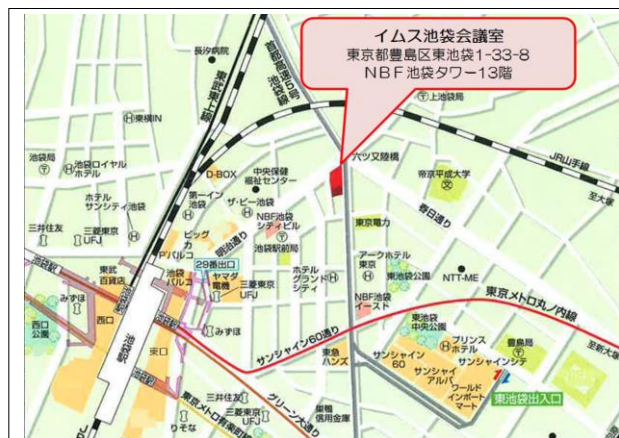 イムス池袋会議室
東京都豊島区東池袋1-33-8
NBF池袋タワー13階
長汐病院
首都高速5号
池袋線
東武東上線
上池袋局
東横IN
六ツ又陸橋
JR山手線
至大塚
池袋局
池袋ロイヤル
ホテル
D-BOX
中央保健
福祉センター
帝京平成大学
ホテル
サンシティ池袋
第一イン
池袋
ザ・ビー池袋
春日通り
三井住友
三菱東京
UFJ
ビック
カ
P'パルコ
明治通り
NBF池袋
シティビル
池袋駅前局
東京電力
アークホテル
東京
東池袋公園
NTT-ME
池袋駅
東武
百貨店
池袋
パルコ
29番出口
ヤマダ
電機
三菱東京
UFJ
ホテル
グランド
シティ
NBF池袋
イースト
東京メトロ丸ノ内線
みずほ
西口
公園
西口
池袋駅
東口
みずほ
サンシャイン60通り
東急
ハンズ
東池袋
中央公園
プリンス
ホテル
豊島局
至新大塚
サンシャイン
60
サンシャイン
アルパ
サンシャインシテ
ワールド
インポート
マート
東池袋出入口
池袋駅
東京メトロ有楽町線
グリーン大通り
三井住友
三菱東京
UFJ
りそな
巣鴨
信用金庫